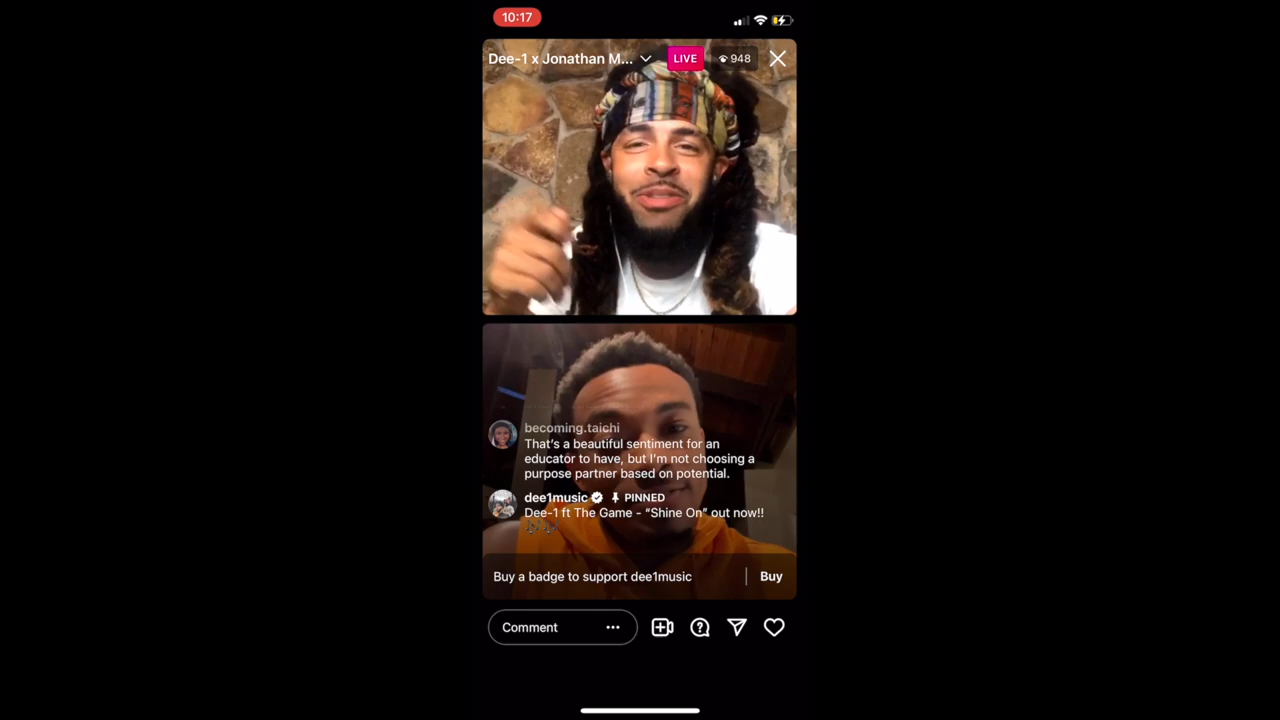 10:17
Dee-1 x Jonathan M...
LIVE
948
becoming.taichi
That's a beautiful sentiment for an
educator to have, but I'm not choosing a
purpose partner based on potential.
dee1music PINNED
Dee-1 ft The Game - “Shine On” out now!!
🎶🎶
Buy a badge to support dee1music
Buy
Comment